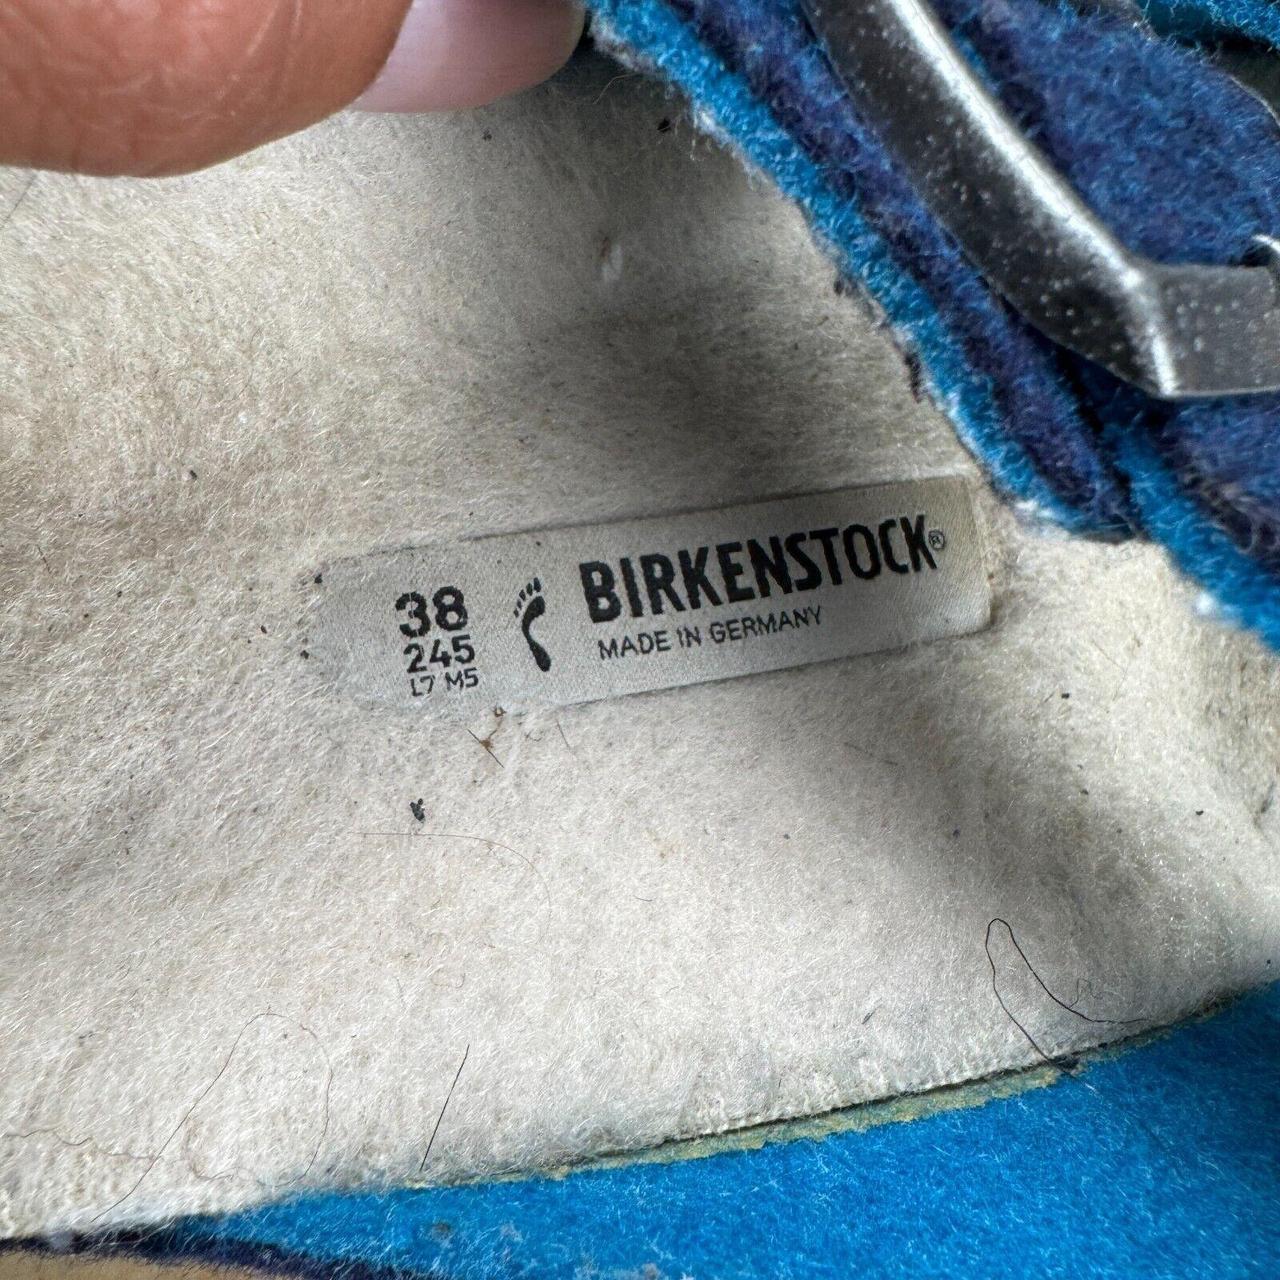 38
245
L7 M5
BIRKENSTOCK®
MADE IN GERMANY